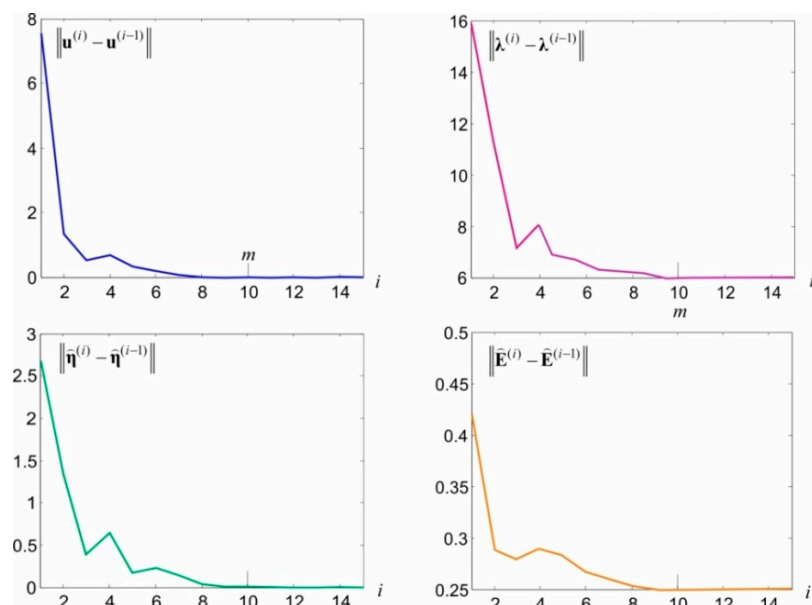 8
‖u^(i) − u^(i−1)‖
6
4
2
m
0
2 4 6 8 10 12 14
i
16
‖λ^(i) − λ^(i−1)‖
14
12
10
8
6
2 4 6 8 10 12 14
i
m
3
‖η̂^(i) − η̂^(i−1)‖
2.5
2
1.5
1
0.5
0
2 4 6 8 10 12 14
i
0.5
‖Ê^(i) − Ê^(i−1)‖
0.45
0.4
0.35
0.3
0.25
2 4 6 8 10 12 14
i